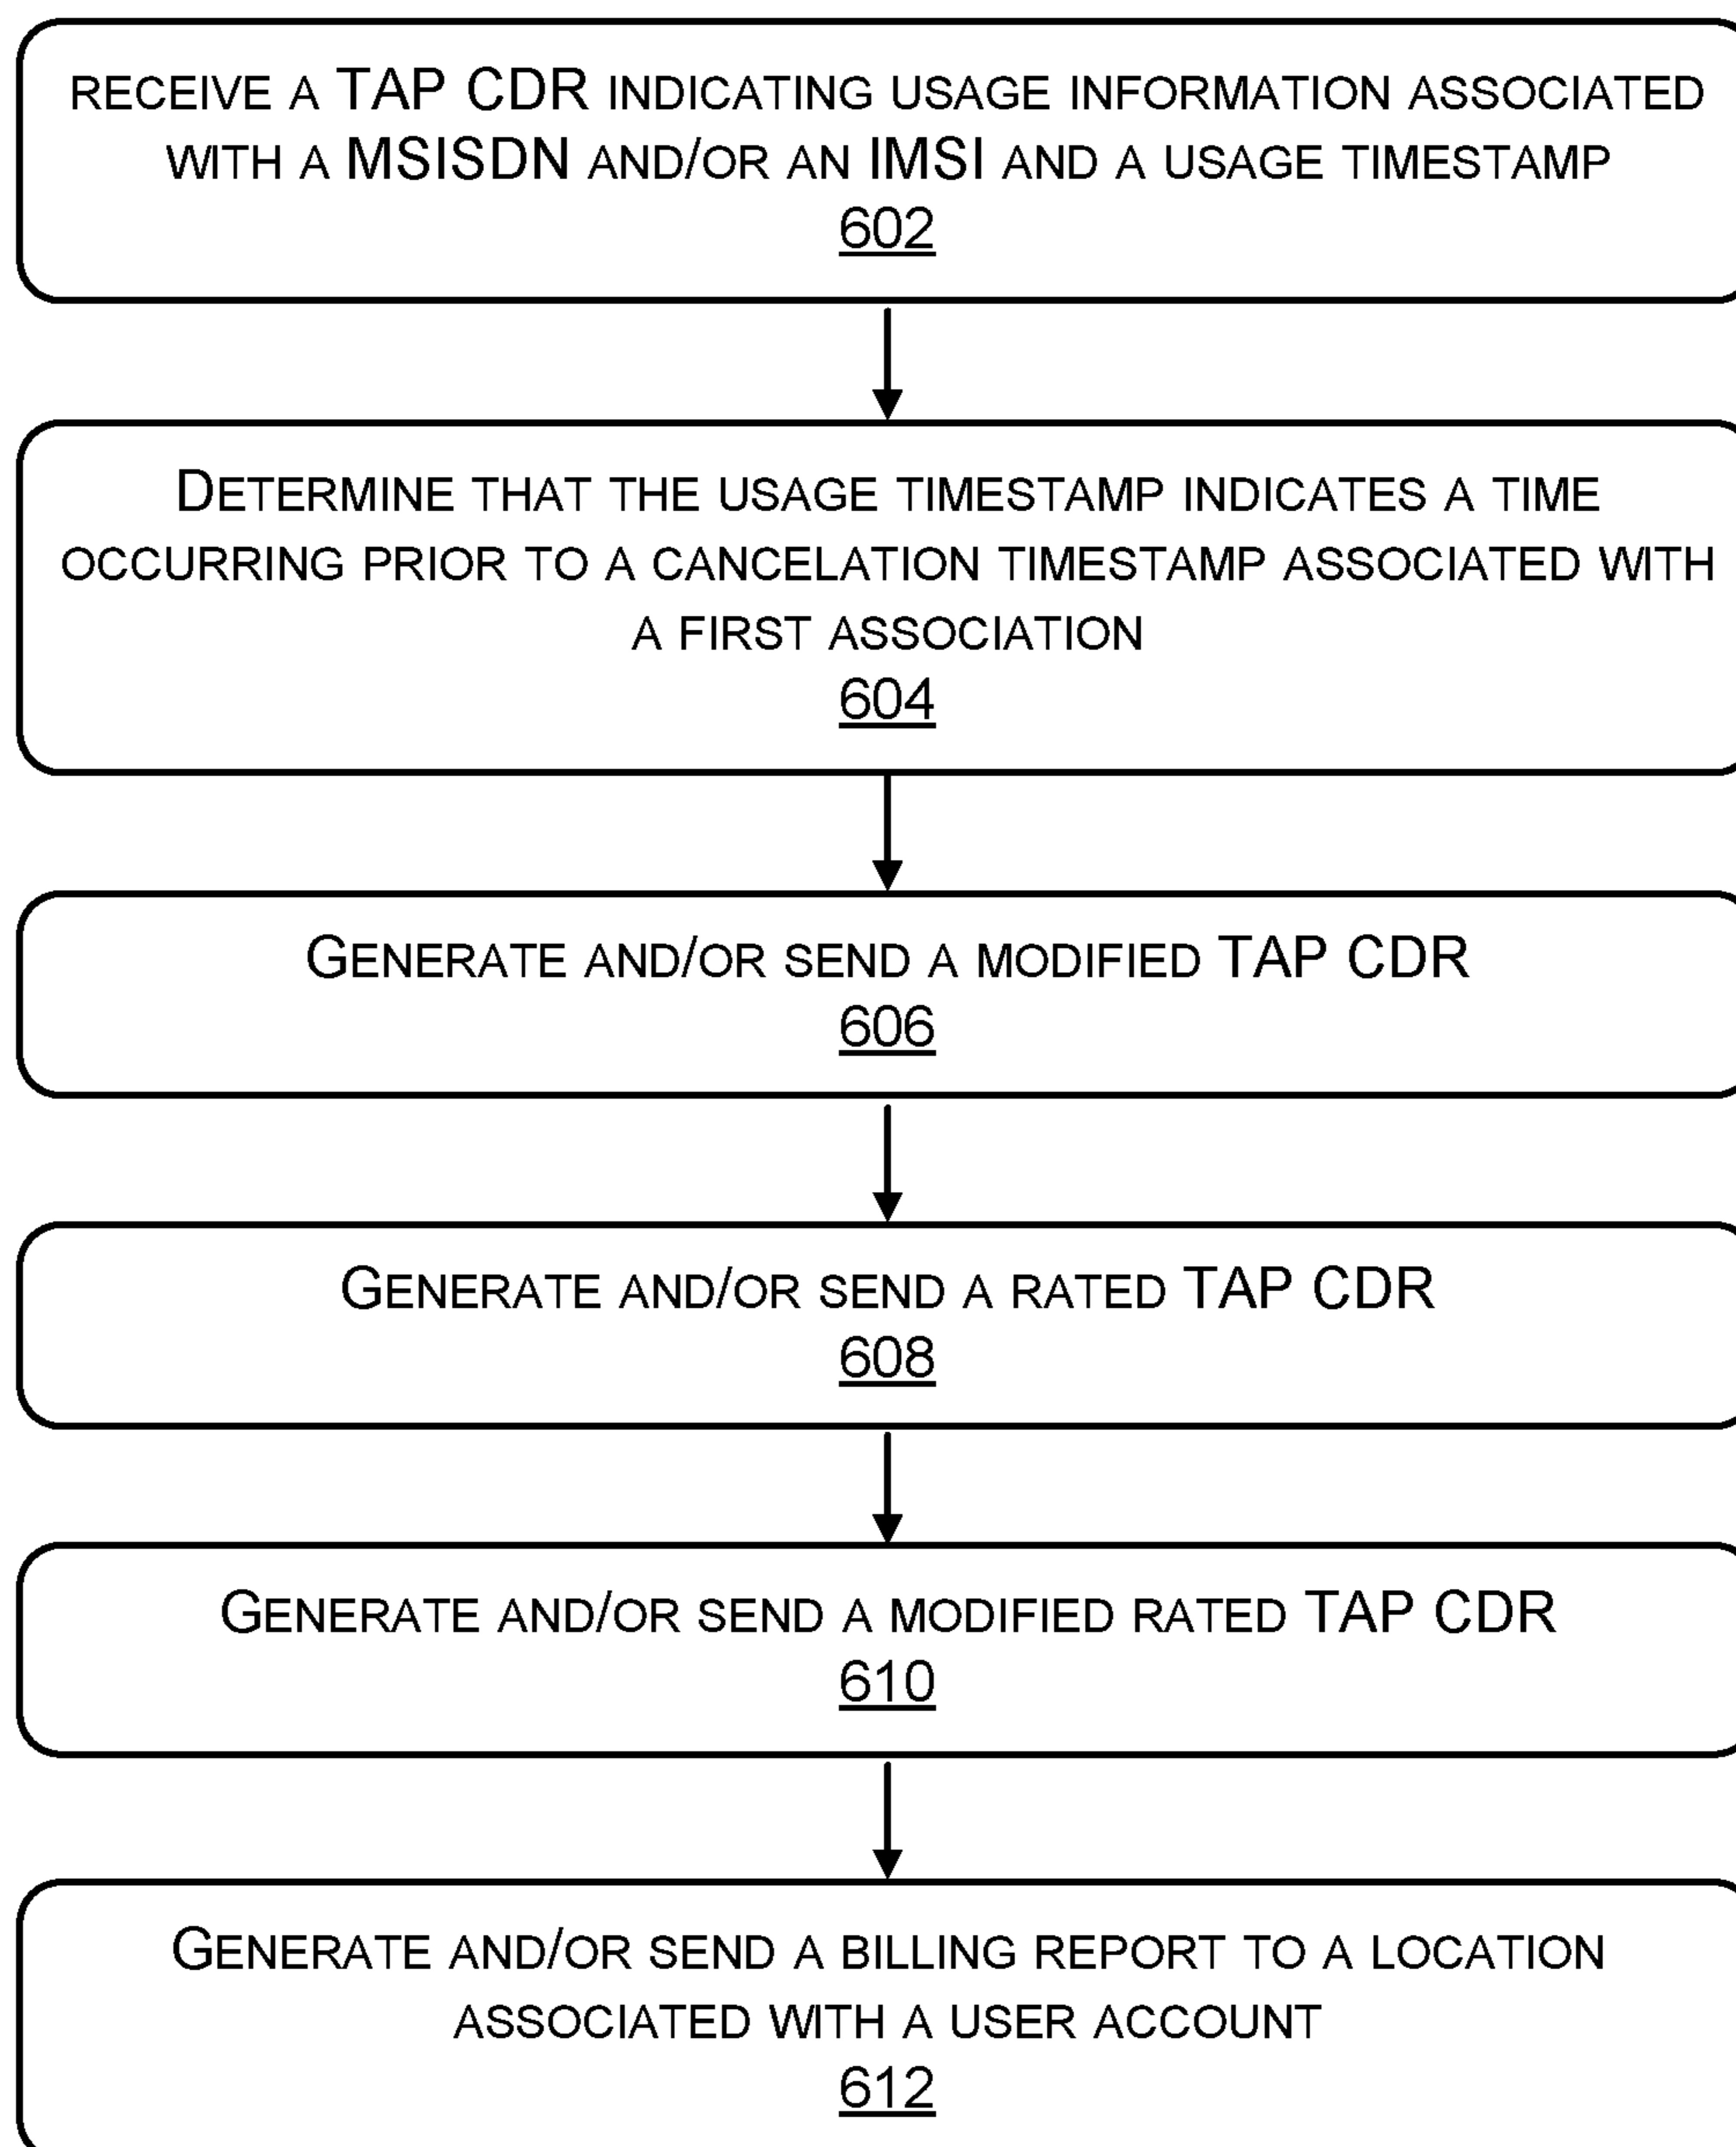 RECEIVE A TAP CDR INDICATING USAGE INFORMATION ASSOCIATED
WITH A MSISDN AND/OR AN IMSI AND A USAGE TIMESTAMP
602
DETERMINE THAT THE USAGE TIMESTAMP INDICATES A TIME
OCCURRING PRIOR TO A CANCELATION TIMESTAMP ASSOCIATED WITH
A FIRST ASSOCIATION
604
GENERATE AND/OR SEND A MODIFIED TAP CDR
606
GENERATE AND/OR SEND A RATED TAP CDR
608
GENERATE AND/OR SEND A MODIFIED RATED TAP CDR
610
GENERATE AND/OR SEND A BILLING REPORT TO A LOCATION
ASSOCIATED WITH A USER ACCOUNT
612